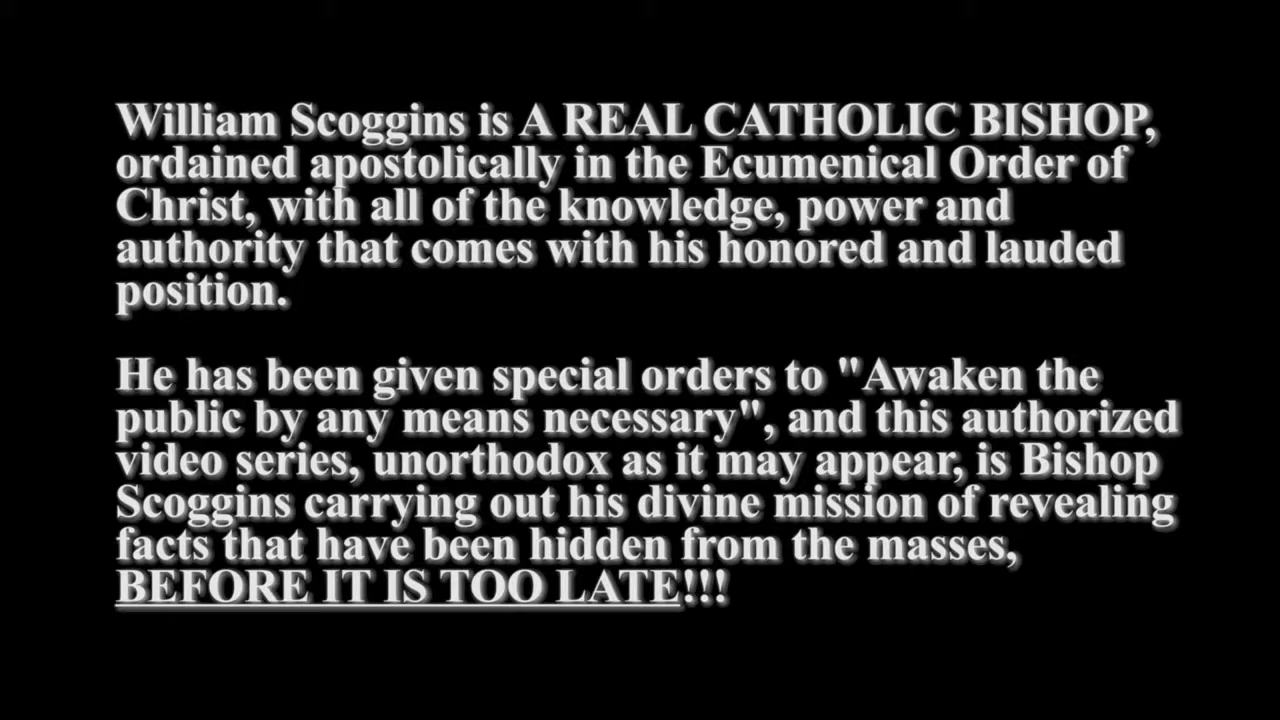 William Scoggins is A REAL CATHOLIC BISHOP,
ordained apostolically in the Ecumenical Order of
Christ, with all of the knowledge, power and
authority that comes with his honored and lauded
position.
He has been given special orders to "Awaken the
public by any means necessary", and this authorized
video series, unorthodox as it may appear, is Bishop
Scoggins carrying out his divine mission of revealing
facts that have been hidden from the masses,
BEFORE IT IS TOO LATE!!!